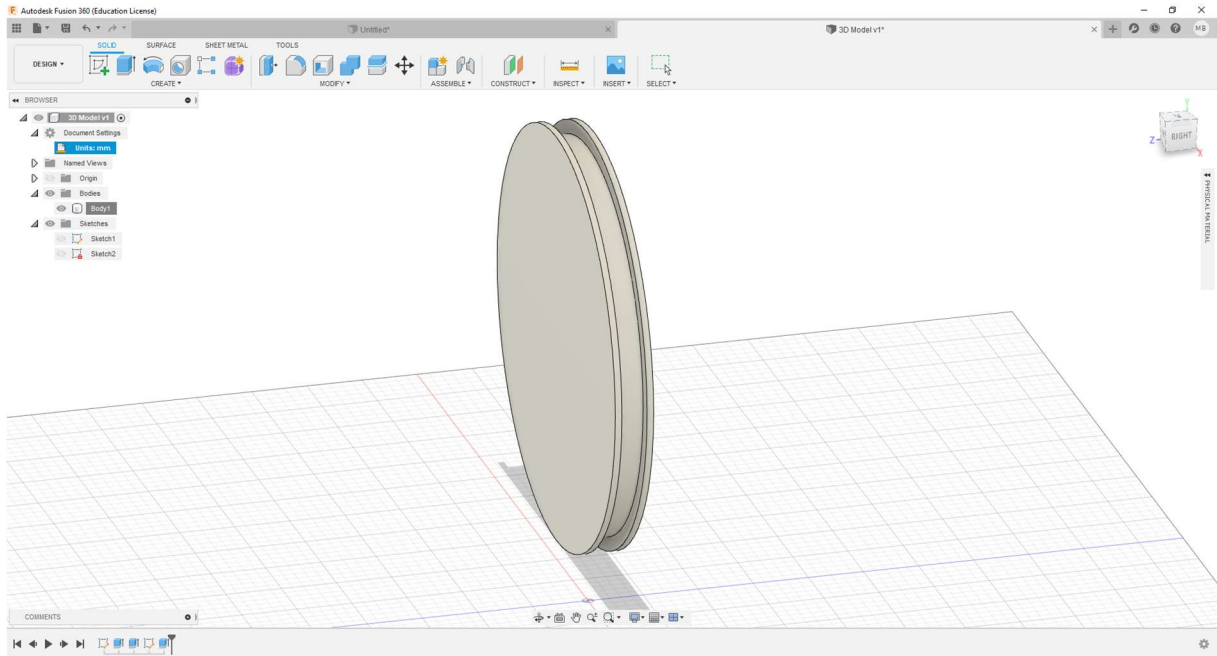 Autodesk Fusion 360 (Education License)
Untitled*
3D Model v1*
MB
DESIGN
SOLID
SURFACE
SHEET METAL
TOOLS
CREATE
MODIFY
ASSEMBLE
CONSTRUCT
INSPECT
INSERT
SELECT
BROWSER
3D Model v1
Document Settings
Units: mm
Named Views
Origin
Bodies
Body1
Sketches
Sketch1
Sketch2
Y
RIGHT
Z
X
PHYSICAL MATERIAL
COMMENTS